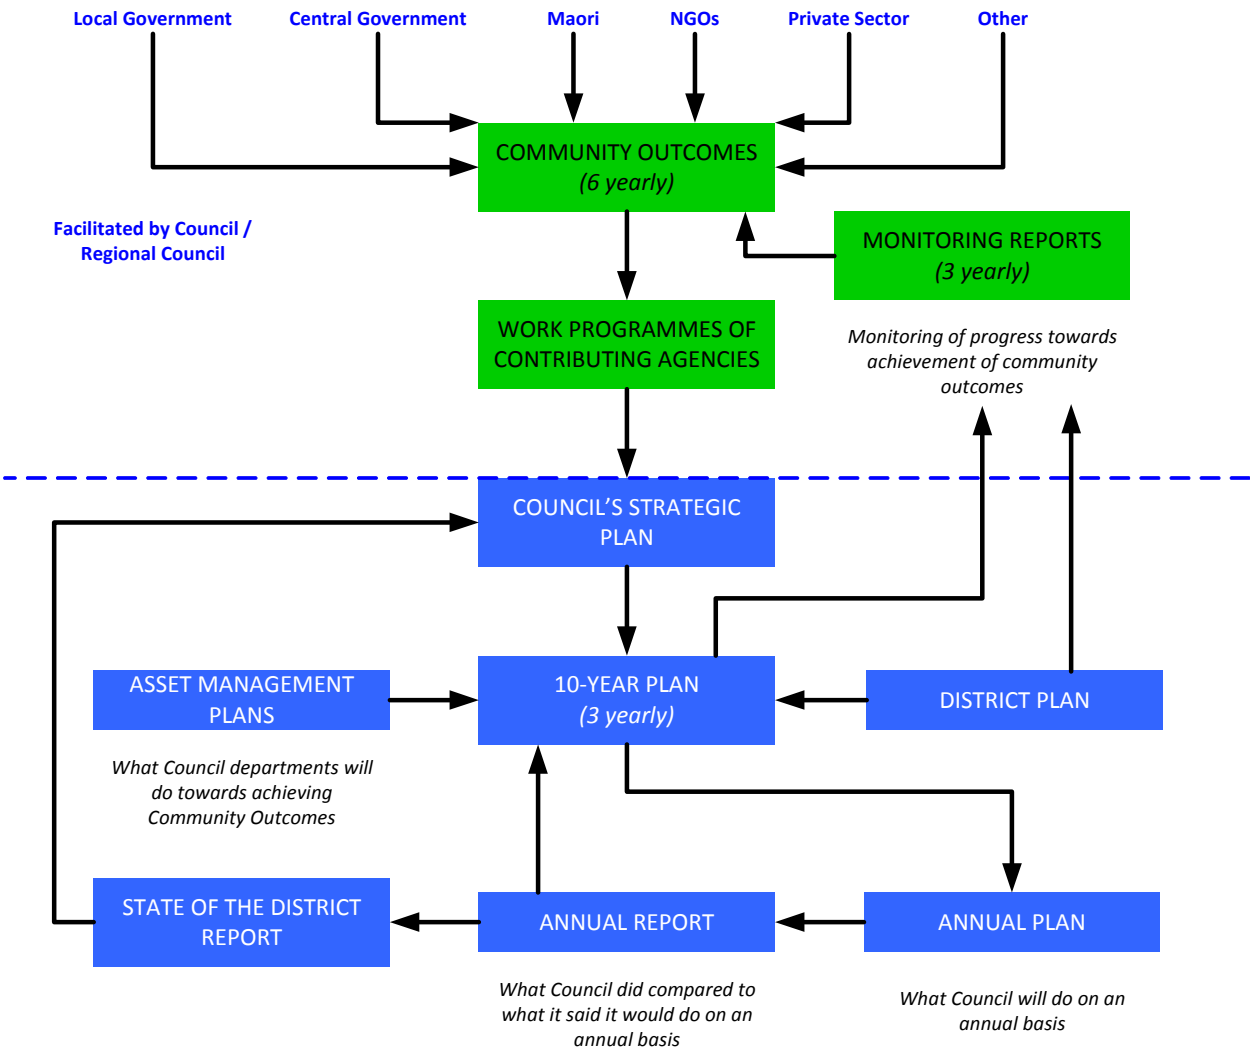 Local Government
Central Government
Maori
NGOs
Private Sector
Other
COMMUNITY OUTCOMES
(6 yearly)
Facilitated by Council /
Regional Council
MONITORING REPORTS
(3 yearly)
WORK PROGRAMMES OF
CONTRIBUTING AGENCIES
Monitoring of progress towards
achievement of community
outcomes
COUNCIL’S STRATEGIC
PLAN
ASSET MANAGEMENT
PLANS
10-YEAR PLAN
(3 yearly)
DISTRICT PLAN
What Council departments will
do towards achieving
Community Outcomes
STATE OF THE DISTRICT
REPORT
ANNUAL REPORT
ANNUAL PLAN
What Council did compared to
what it said it would do on an
annual basis
What Council will do on an
annual basis